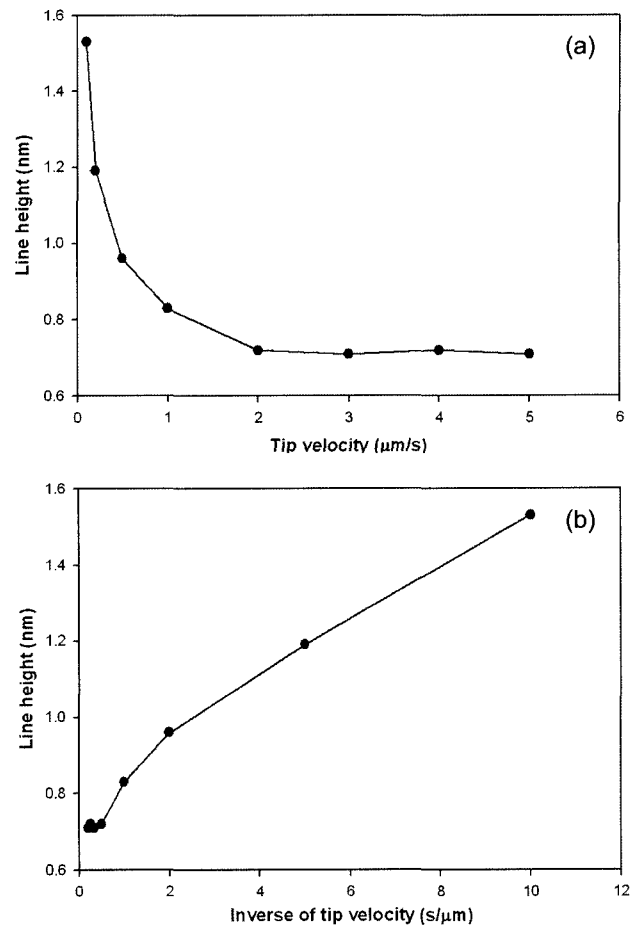 (a)
Line height (nm)
1.6
1.4
1.2
1.0
0.8
0.6
0 1 2 3 4 5 6
Tip velocity (μm/s)
(b)
Line height (nm)
1.6
1.4
1.2
1.0
0.8
0.6
0 2 4 6 8 10 12
Inverse of tip velocity (s/μm)